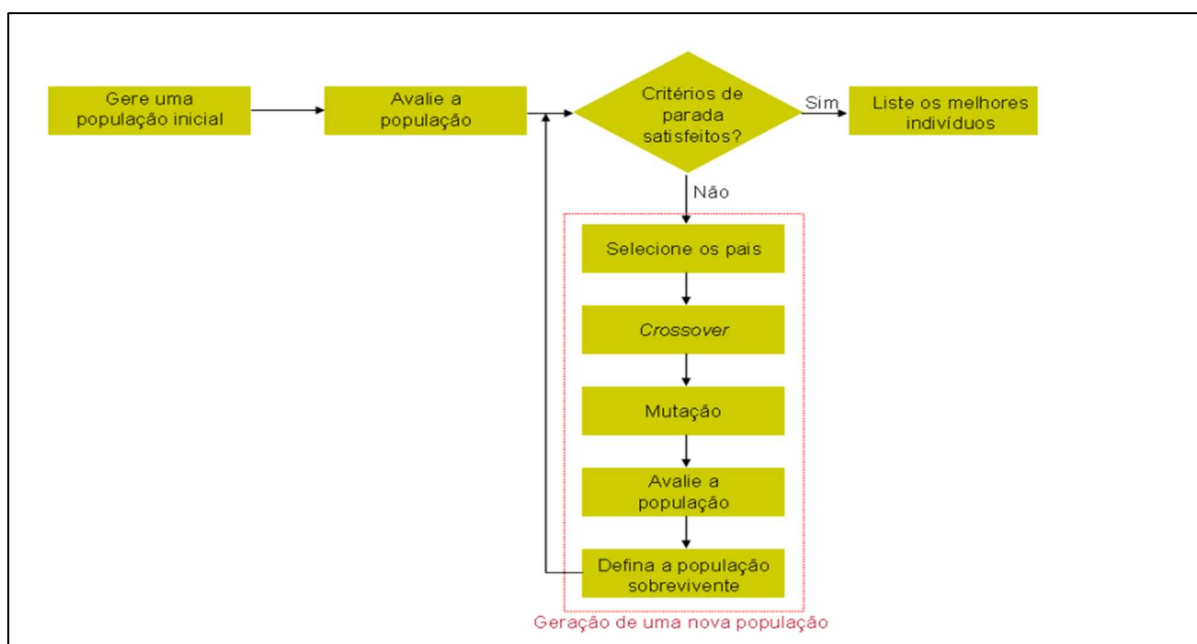 Gere uma
população inicial
Avalie a
população
Critérios de
parada
satisfeitos?
Sim
Liste os melhores
indivíduos
Não
Selecione os pais
Crossover
Mutação
Avalie a
população
Defina a população
sobrevivente
Geração de uma nova população